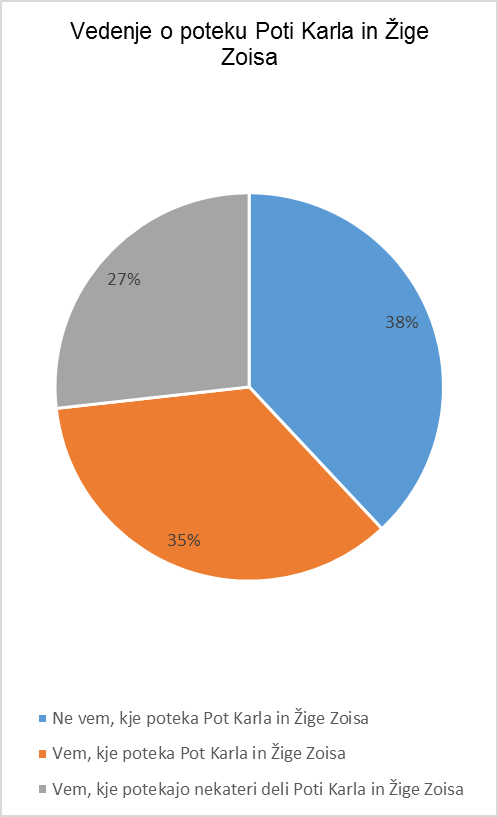 Vedenje o poteku Poti Karla in Žige
Zoisa
27%
38%
35%
Ne vem, kje poteka Pot Karla in Žige Zoisa
Vem, kje poteka Pot Karla in Žige Zoisa
Vem, kje potekajo nekateri deli Poti Karla in Žige Zoisa